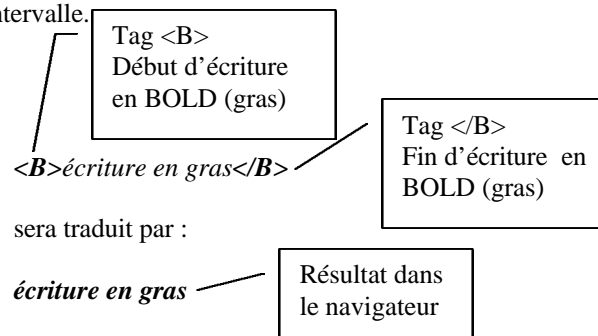 ntervalle.
Tag <B>
Début d'écriture
en BOLD (gras)
Tag </B>
Fin d'écriture en
BOLD (gras)
<B>écriture en gras</B>
sera traduit par :
écriture en gras
Résultat dans
le navigateur